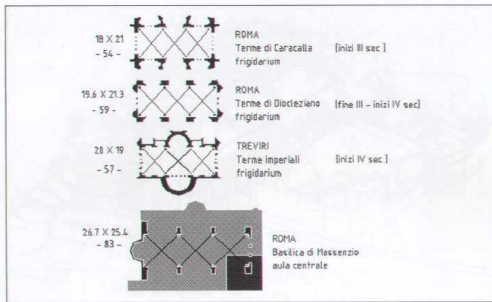 18 X 21
- 54 -
ROMA
Terme di Caracalla
frigidarium
[inizi III sec ]
19.6 X 21.3
- 59 -
ROMA
Terme di Diocleziano
frigidarium
(fine III - inizi IV sec)
20 X 19
- 57 -
TREVIRI
Terme imperiali
frigidarium
[inizi IV sec ]
26.7 X 25.4
- 83 -
ROMA
Basilica di Massenzio
aula centrale